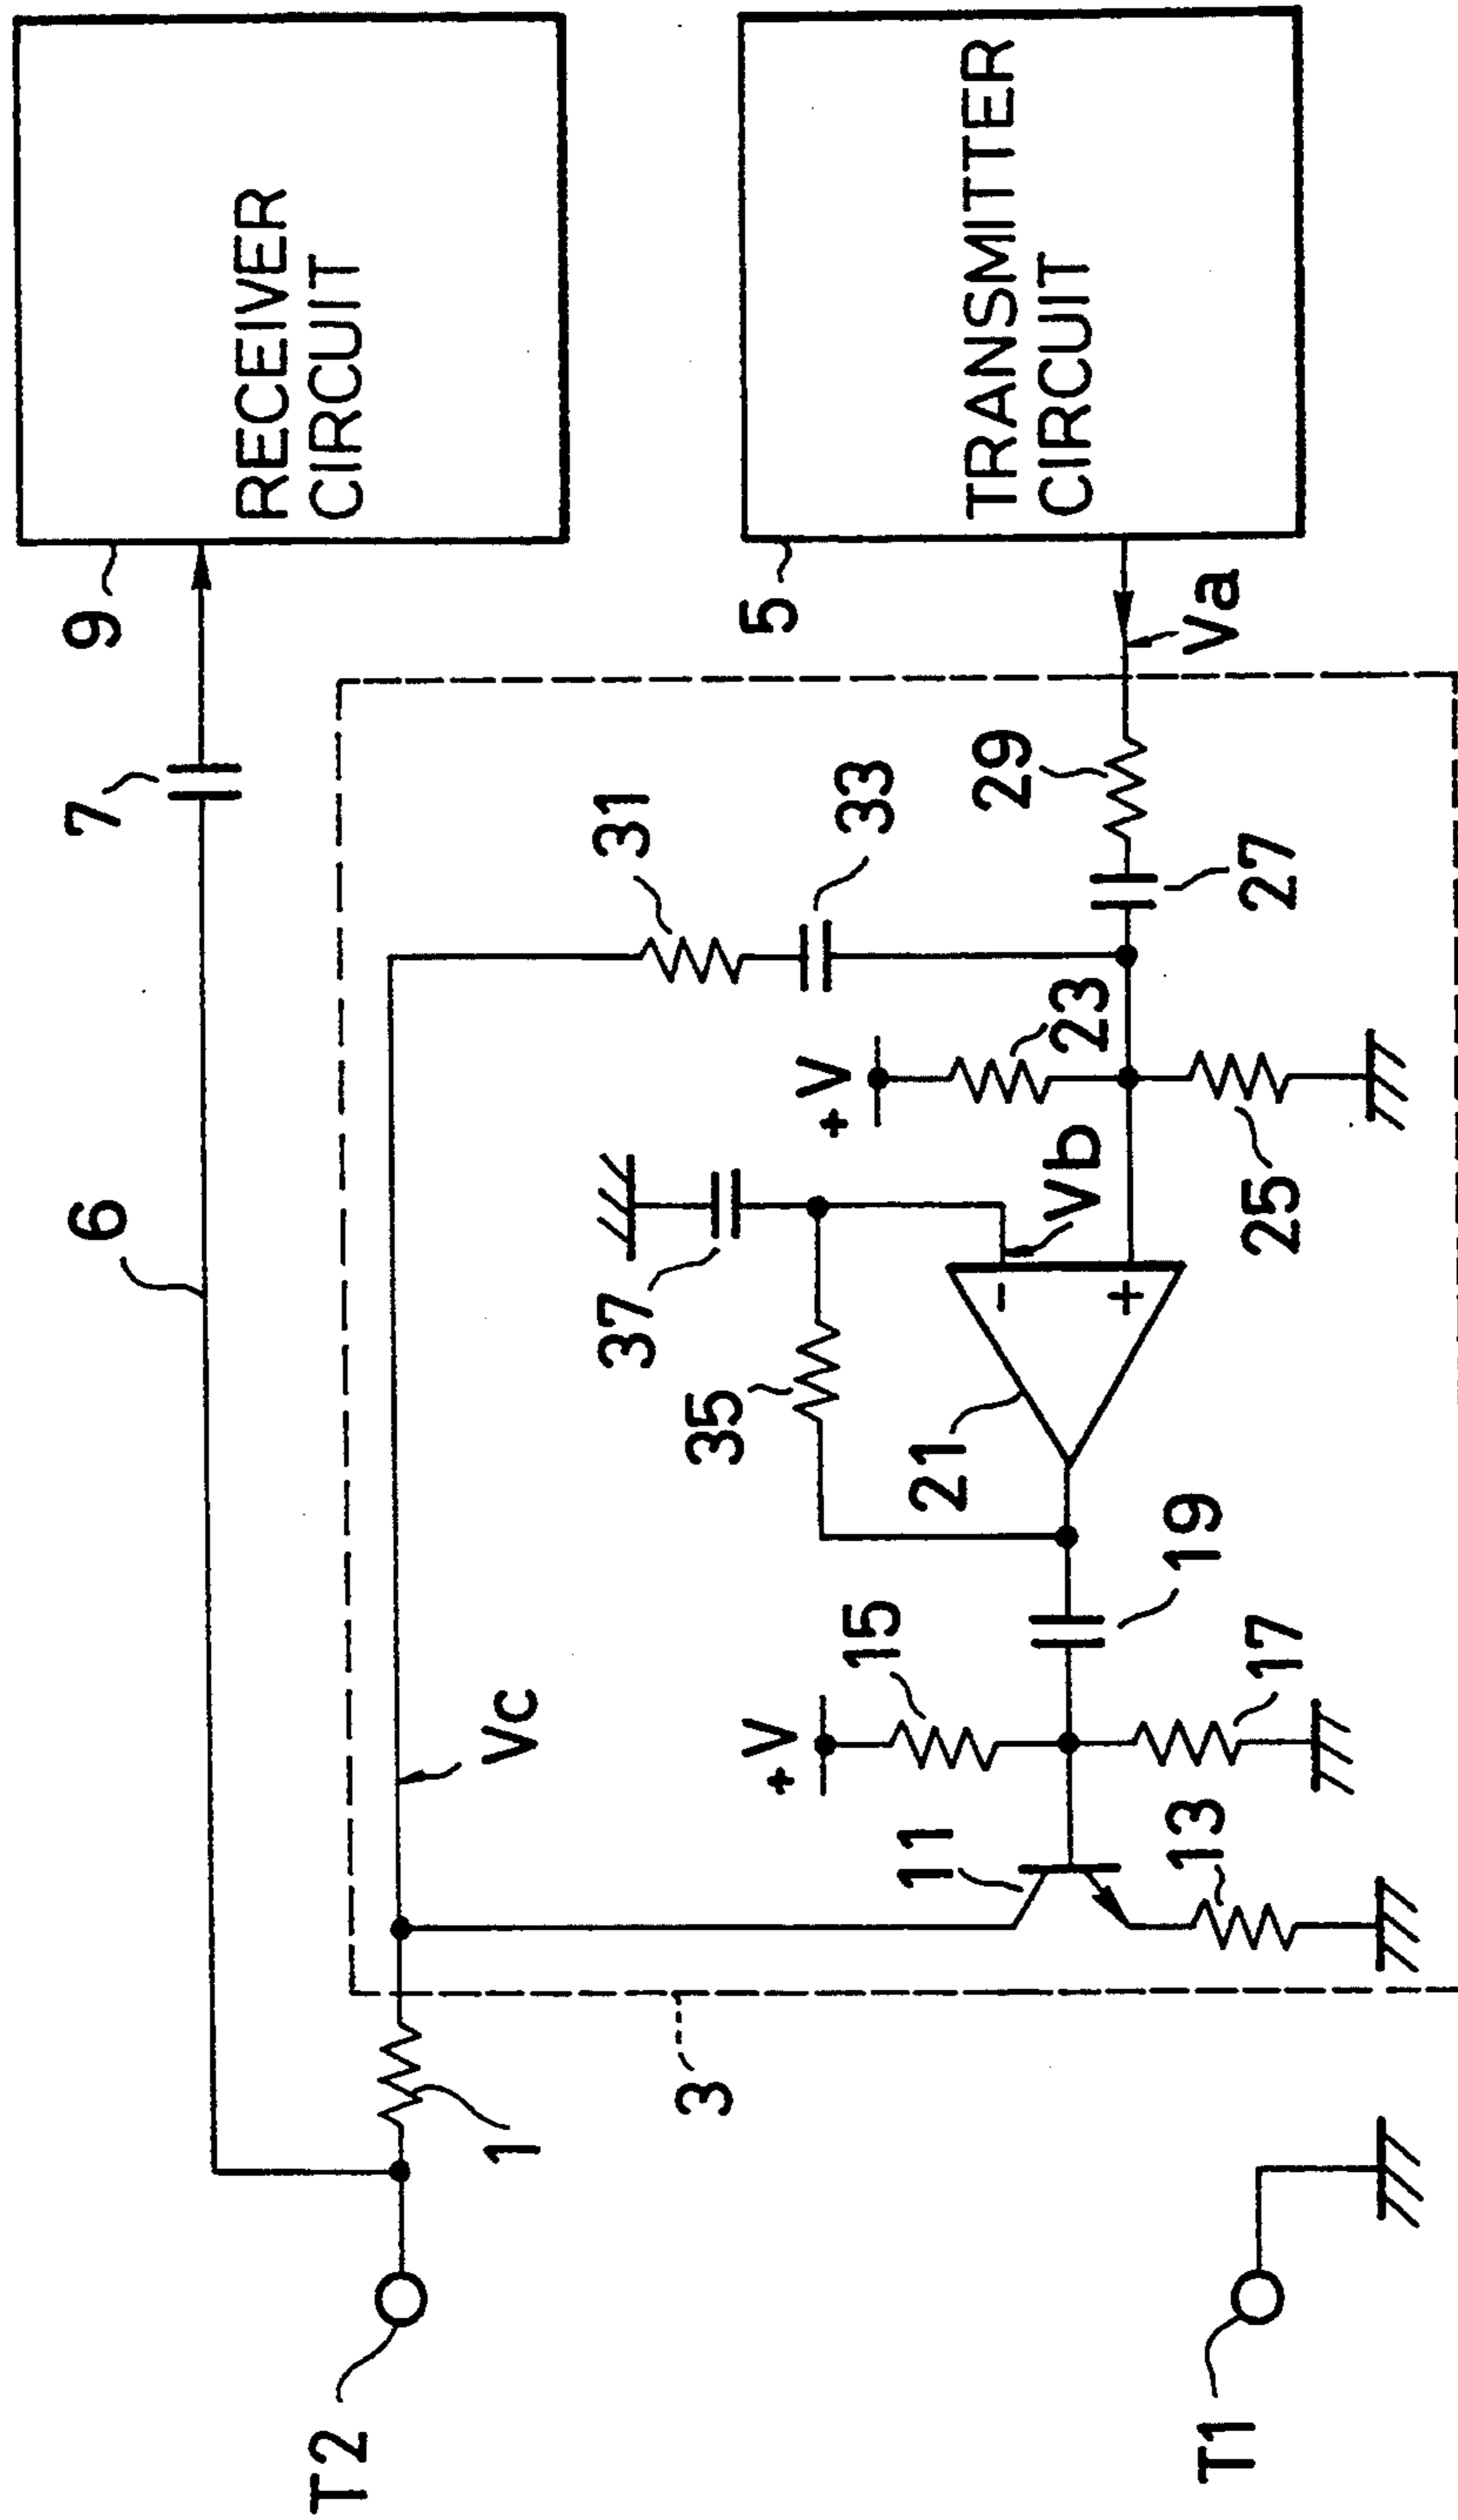 RECEIVER
CIRCUIT
9
7
6
TRANSMITTER
CIRCUIT
5
Va
31
33
29
27
+V
23
25
37
35
Vb
-
+
21
19
Vc
+V
15
17
11
13
3
1
T2
T1